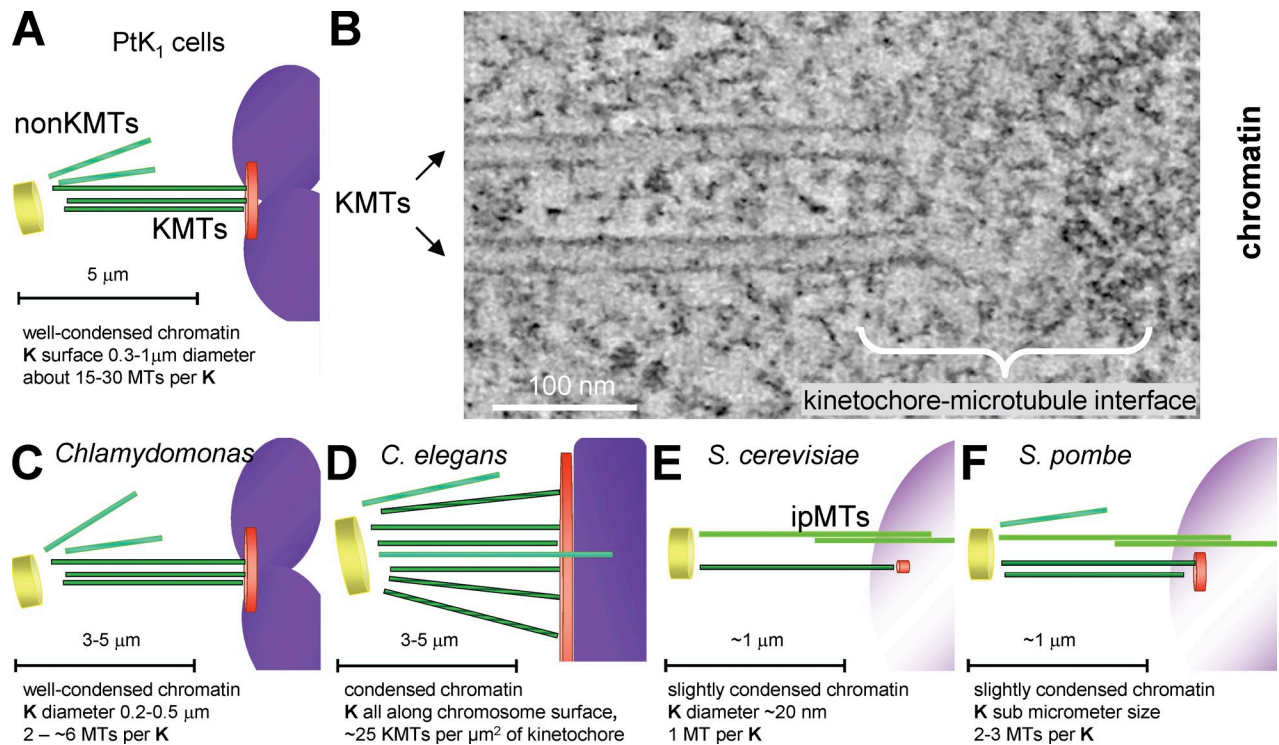 A
PtK₁ cells
nonKMTs
KMTs
5 μm
well-condensed chromatin
K surface 0.3-1μm diameter
about 15-30 MTs per K
B
KMTs
100 nm
kinetochore-microtubule interface
chromatin
C
Chlamydomonas
3-5 μm
well-condensed chromatin
K diameter 0.2-0.5 μm
2 – ~6 MTs per K
D
C. elegans
3-5 μm
condensed chromatin
K all along chromosome surface,
~25 KMTs per μm² of kinetochore
E
S. cerevisiae
ipMTs
~1 μm
slightly condensed chromatin
K diameter ~20 nm
1 MT per K
F
S. pombe
~1 μm
slightly condensed chromatin
K sub micrometer size
2-3 MTs per K